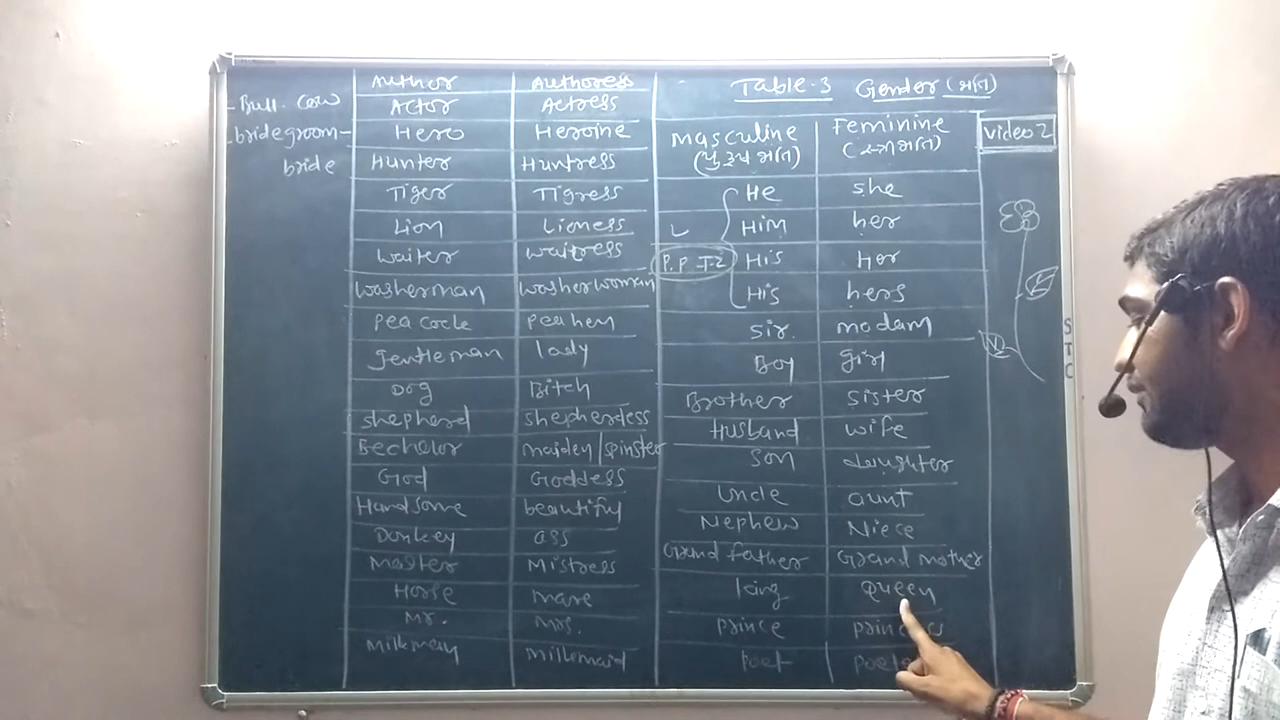 Bull - cow
bridegroom -
bride
Author Authoress
Actor Actress
Hero Heroine
Hunter Huntress
Tiger Tigress
Lion Lioness
waiter waitress
washerman washerwoman
peacock peahen
gentleman lady
Dog Bitch
shepherd shepherdess
Bechelor maiden/spinster
God Goddess
Handsome beautiful
Donkey ass
Master Mistress
Horse mare
Mr. Mrs.
Milkman Milkmaid
Table-3 Gender (જાતિ)
Masculine Feminine
(પુરૂષ જાતિ) (સ્ત્રી જાતિ)
He she
Him her
P.P I-2 His her
His hers
sir. madam
Boy girl
Brother sister
Husband wife
son daughter
Uncle aunt
Nephew Niece
Grand father Grand mother
king Queen
prince
poet
video 2
S
T
C